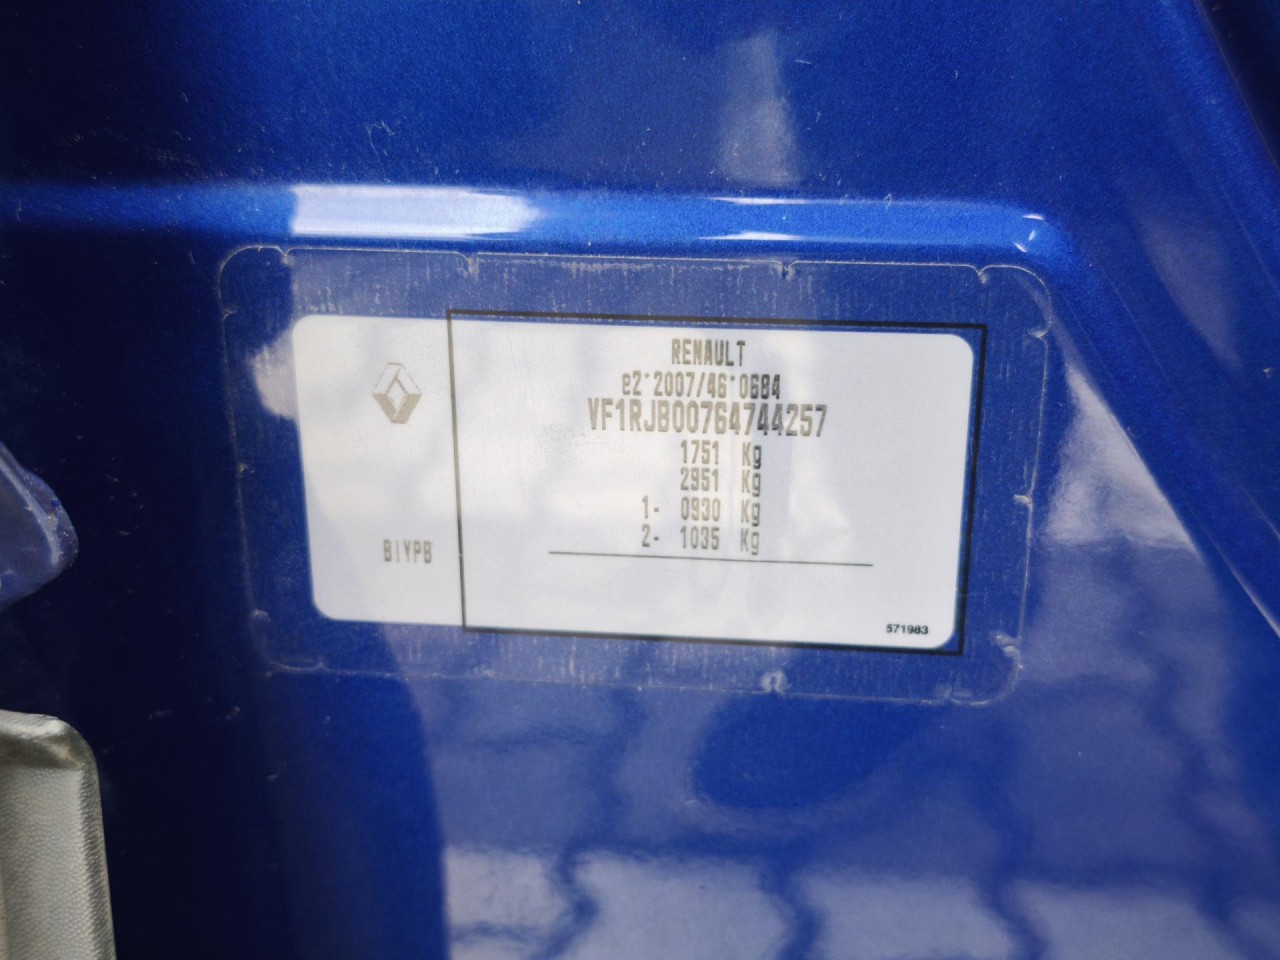 RENAULT
e2*2007/46*0684
VF1RJB00764744257
1751 Kg
2951 Kg
1- 0930 Kg
2- 1035 Kg
BIYPB
571983